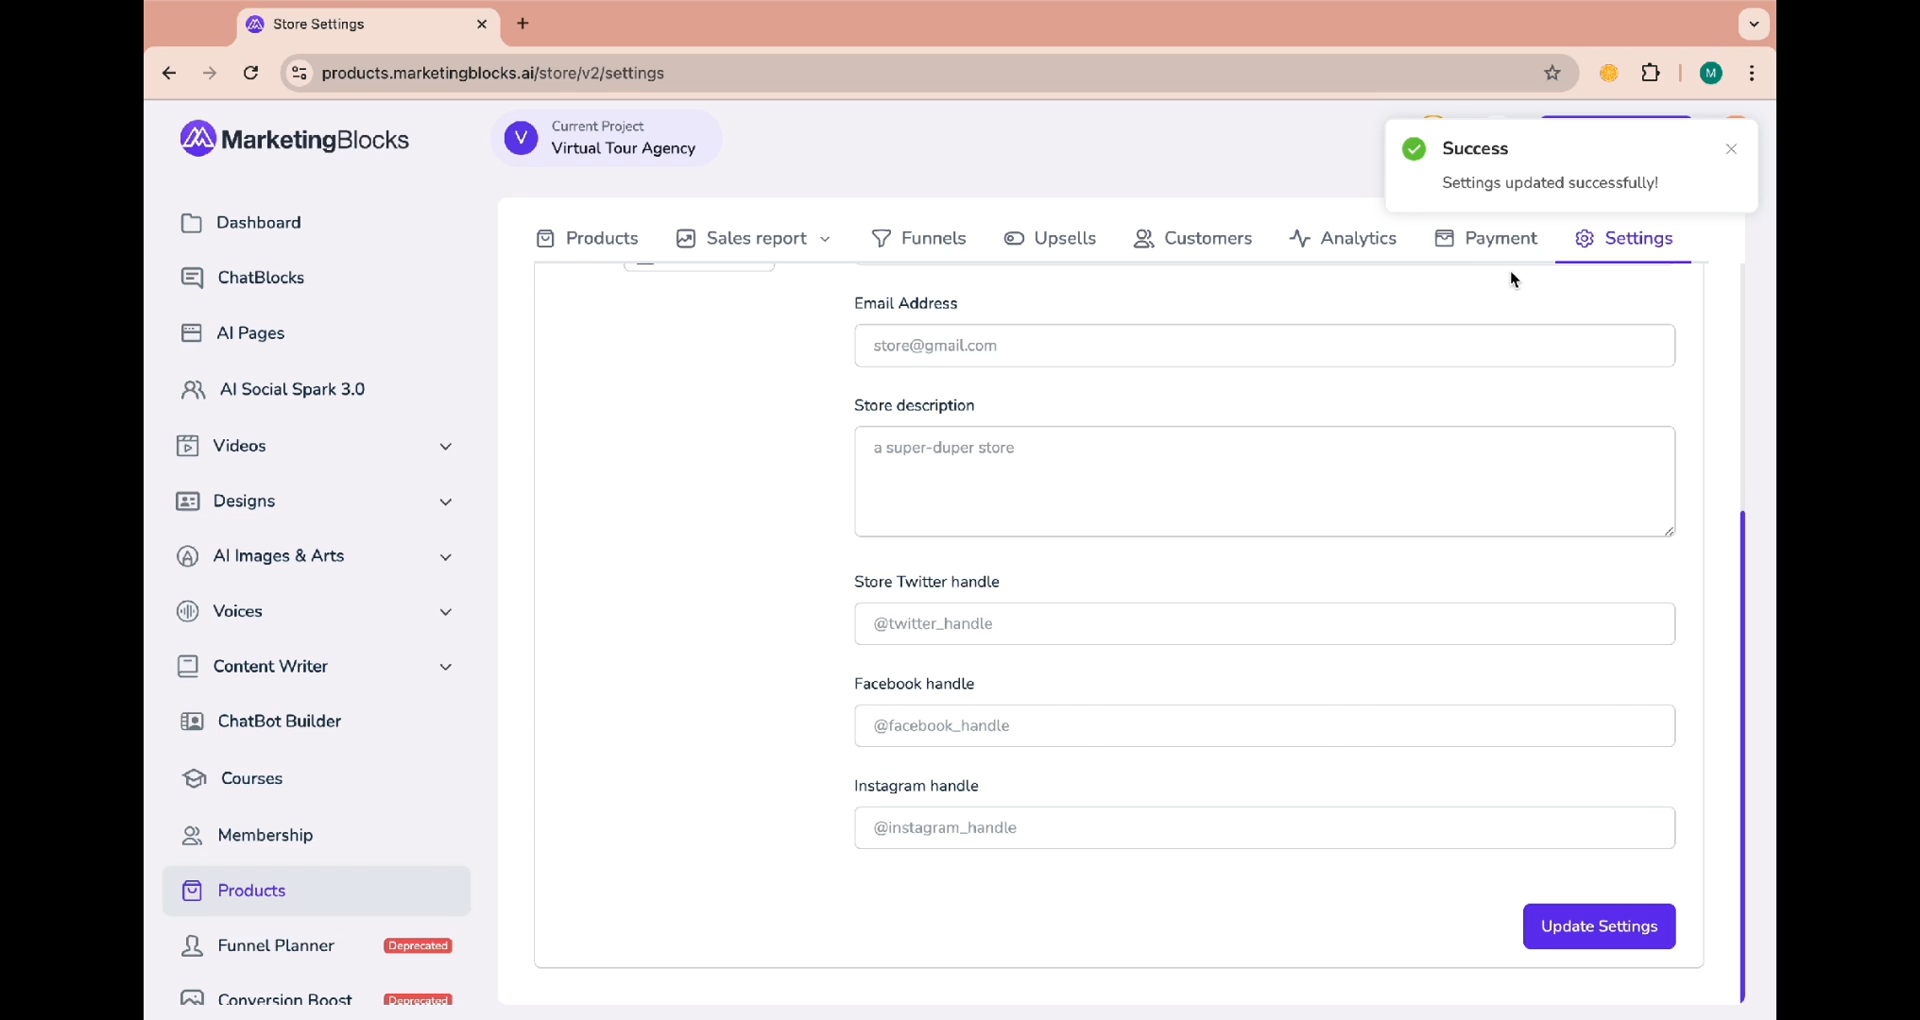 Store Settings
products.marketingblocks.ai/store/v2/settings
M
MarketingBlocks
V
Current Project
Virtual Tour Agency
Success
Settings updated successfully!
Dashboard
ChatBlocks
AI Pages
AI Social Spark 3.0
Videos
Designs
AI Images & Arts
Voices
Content Writer
ChatBot Builder
Courses
Membership
Products
Funnel Planner Deprecated
Conversion Boost Deprecated
Products Sales report Funnels Upsells Customers Analytics Payment Settings
Email Address
store@gmail.com
Store description
a super-duper store
Store Twitter handle
@twitter_handle
Facebook handle
@facebook_handle
Instagram handle
@instagram_handle
Update Settings